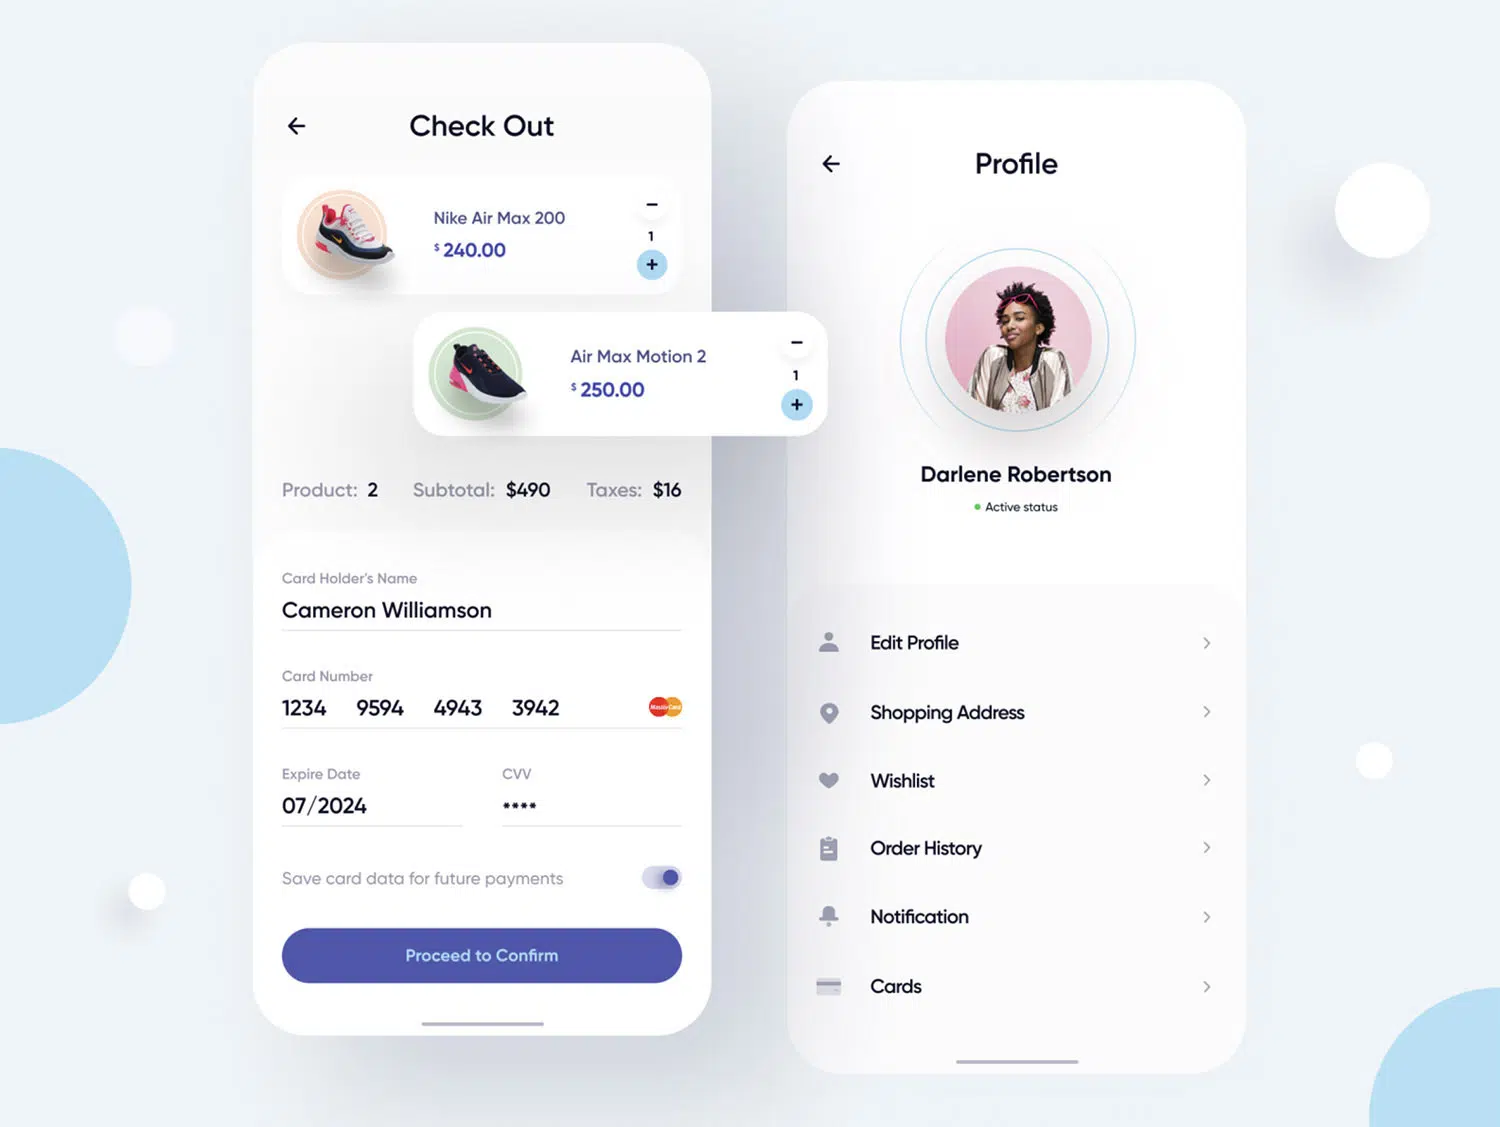 Check Out
Nike Air Max 200
$ 240.00
−
1
+
Air Max Motion 2
$ 250.00
−
1
+
Product: 2 Subtotal: $490 Taxes: $16
Card Holder's Name
Cameron Williamson
Card Number
1234 9594 4943 3942
MasterCard
Expire Date CVV
07/2024 ****
Save card data for future payments
Proceed to Confirm
Profile
Darlene Robertson
Active status
Edit Profile
Shopping Address
Wishlist
Order History
Notification
Cards